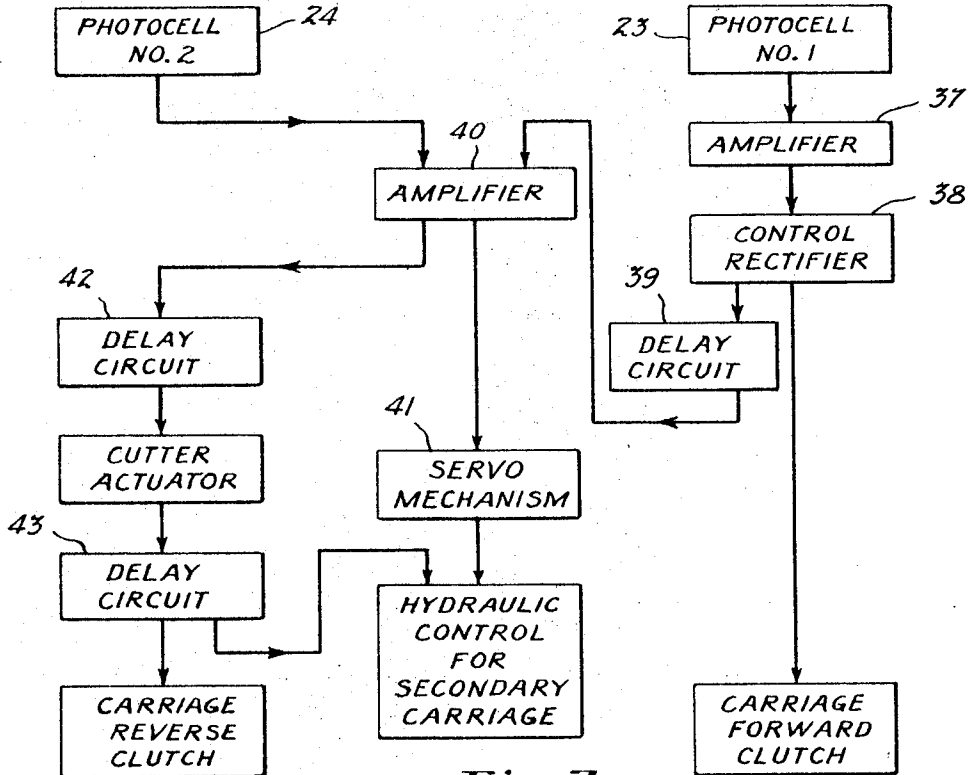 PHOTOCELL
NO. 2
24
23
PHOTOCELL
NO. 1
37
AMPLIFIER
40
AMPLIFIER
38
CONTROL
RECTIFIER
42
DELAY
CIRCUIT
39
DELAY
CIRCUIT
CUTTER
ACTUATOR
41
SERVO
MECHANISM
43
DELAY
CIRCUIT
HYDRAULIC
CONTROL
FOR
SECONDARY
CARRIAGE
CARRIAGE
REVERSE
CLUTCH
CARRIAGE
FORWARD
CLUTCH